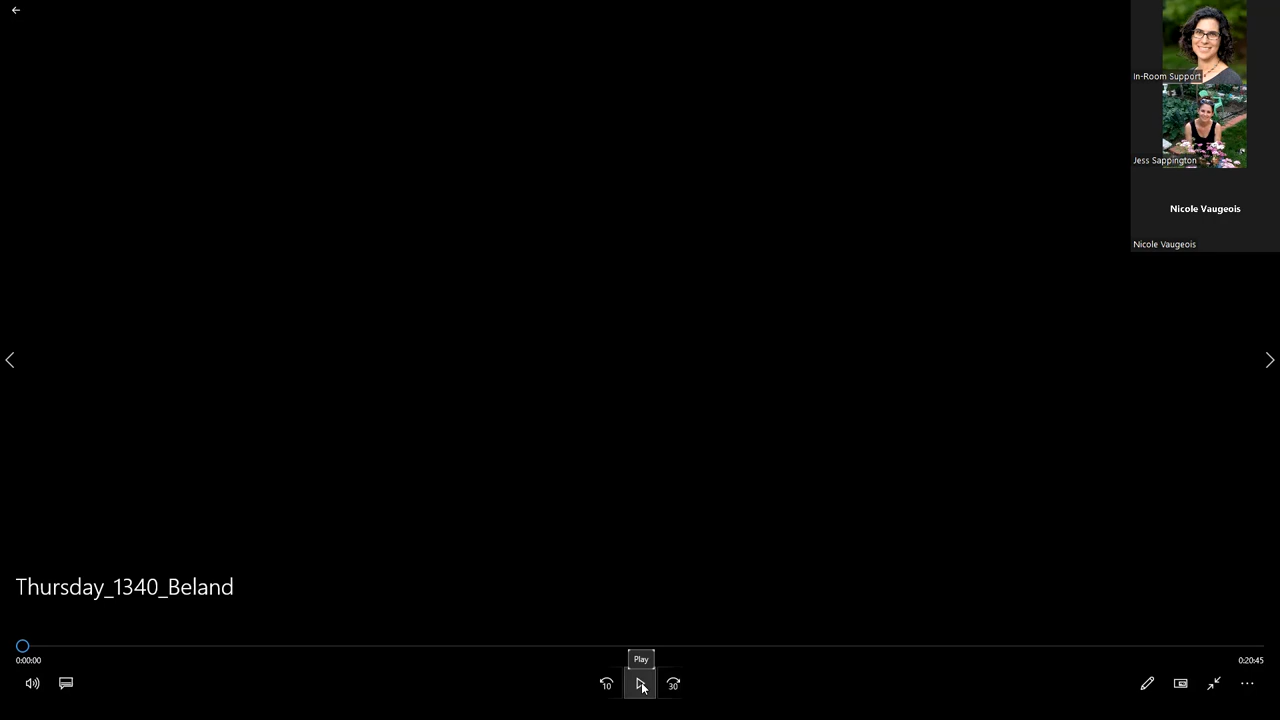 In-Room Support
Jess Sappington
Nicole Vaugeois
Nicole Vaugeois
Thursday_1340_Beland
0:00:00
Play
0:20:45
10
30